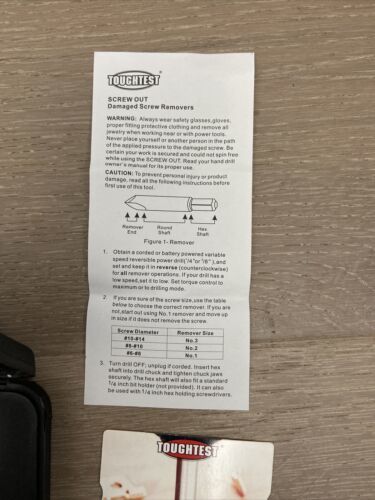 TOUGHTEST
SCREW OUT
Damaged Screw Removers
WARNING: Always wear safety glasses,gloves,
proper fitting protective clothing and remove all
jewelry when working near or with power tools.
Never place yourself or another person in the path
of the applied pressure to the damaged screw. Be
certain your work is secured and could not spin free
while using the SCREW OUT. Read your hand drill
owner's manual for its proper use.
CAUTION: To prevent personal injury or product
damage, read all the following instructions before
first use of this tool.
Remover Round Hex
End Shaft Shaft
Figure 1- Remover
1. Obtain a corded or battery powered variable
speed reversible power drill( or ),and
set and keep it in reverse (counterclockwise)
for all remover operations. If your drill has a
low speed,set it to low. Set torque control to
maximum or to drilling mode.
2. If you are sure of the screw size, use the table
below to choose the correct remover. If you are
not,start out using No.1 remover and move up
in size if it does not remove the screw.
Screw Diameter Remover Size
#10-#14 No.3
#8-#10 No.2
#6-#8 No.1
3. Turn drill OFF; unplug if corded. Insert hex
shaft into drill chuck and tighten chuck jaws
securely. The hex shaft will also fit a standard
1/4 inch bit holder (not provided). It can also
be used with 1/4 inch hex holding screwdrivers.
TOUGHTEST